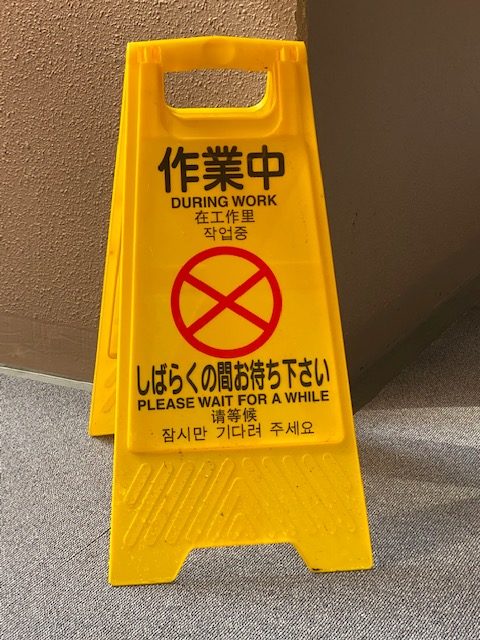 作業中
DURING WORK
在工作里
작업중
しばらくの間お待ち下さい
PLEASE WAIT FOR A WHILE
请等候
잠시만 기다려 주세요